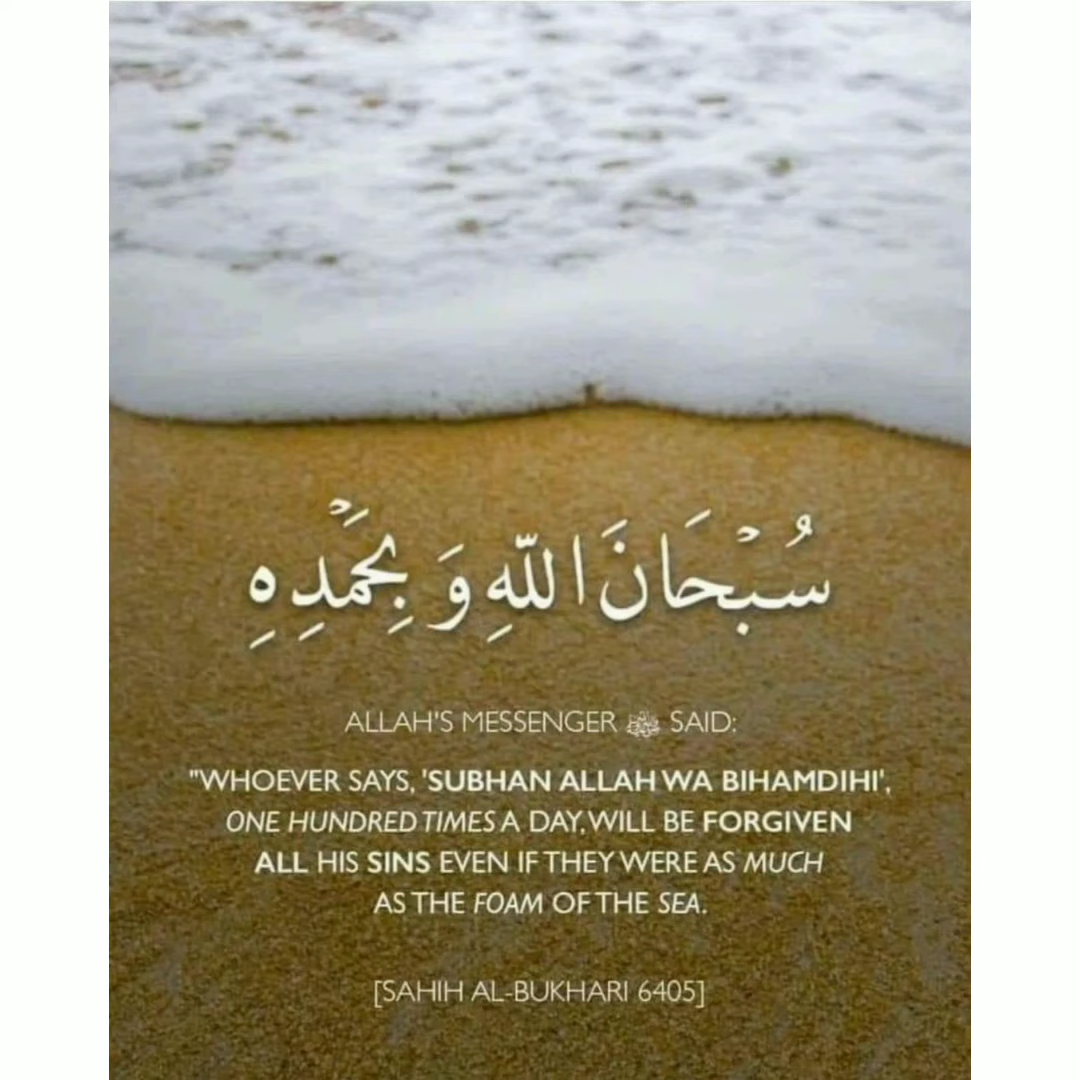 سُبْحَانَ اللّهِ وَ بِحَمْدِهِ
ALLAH'S MESSENGER ﷺ SAID:
"WHOEVER SAYS, 'SUBHAN ALLAH WA BIHAMDIHI',
ONE HUNDRED TIMES A DAY, WILL BE FORGIVEN
ALL HIS SINS EVEN IF THEY WERE AS MUCH
AS THE FOAM OF THE SEA.
[SAHIH AL-BUKHARI 6405]